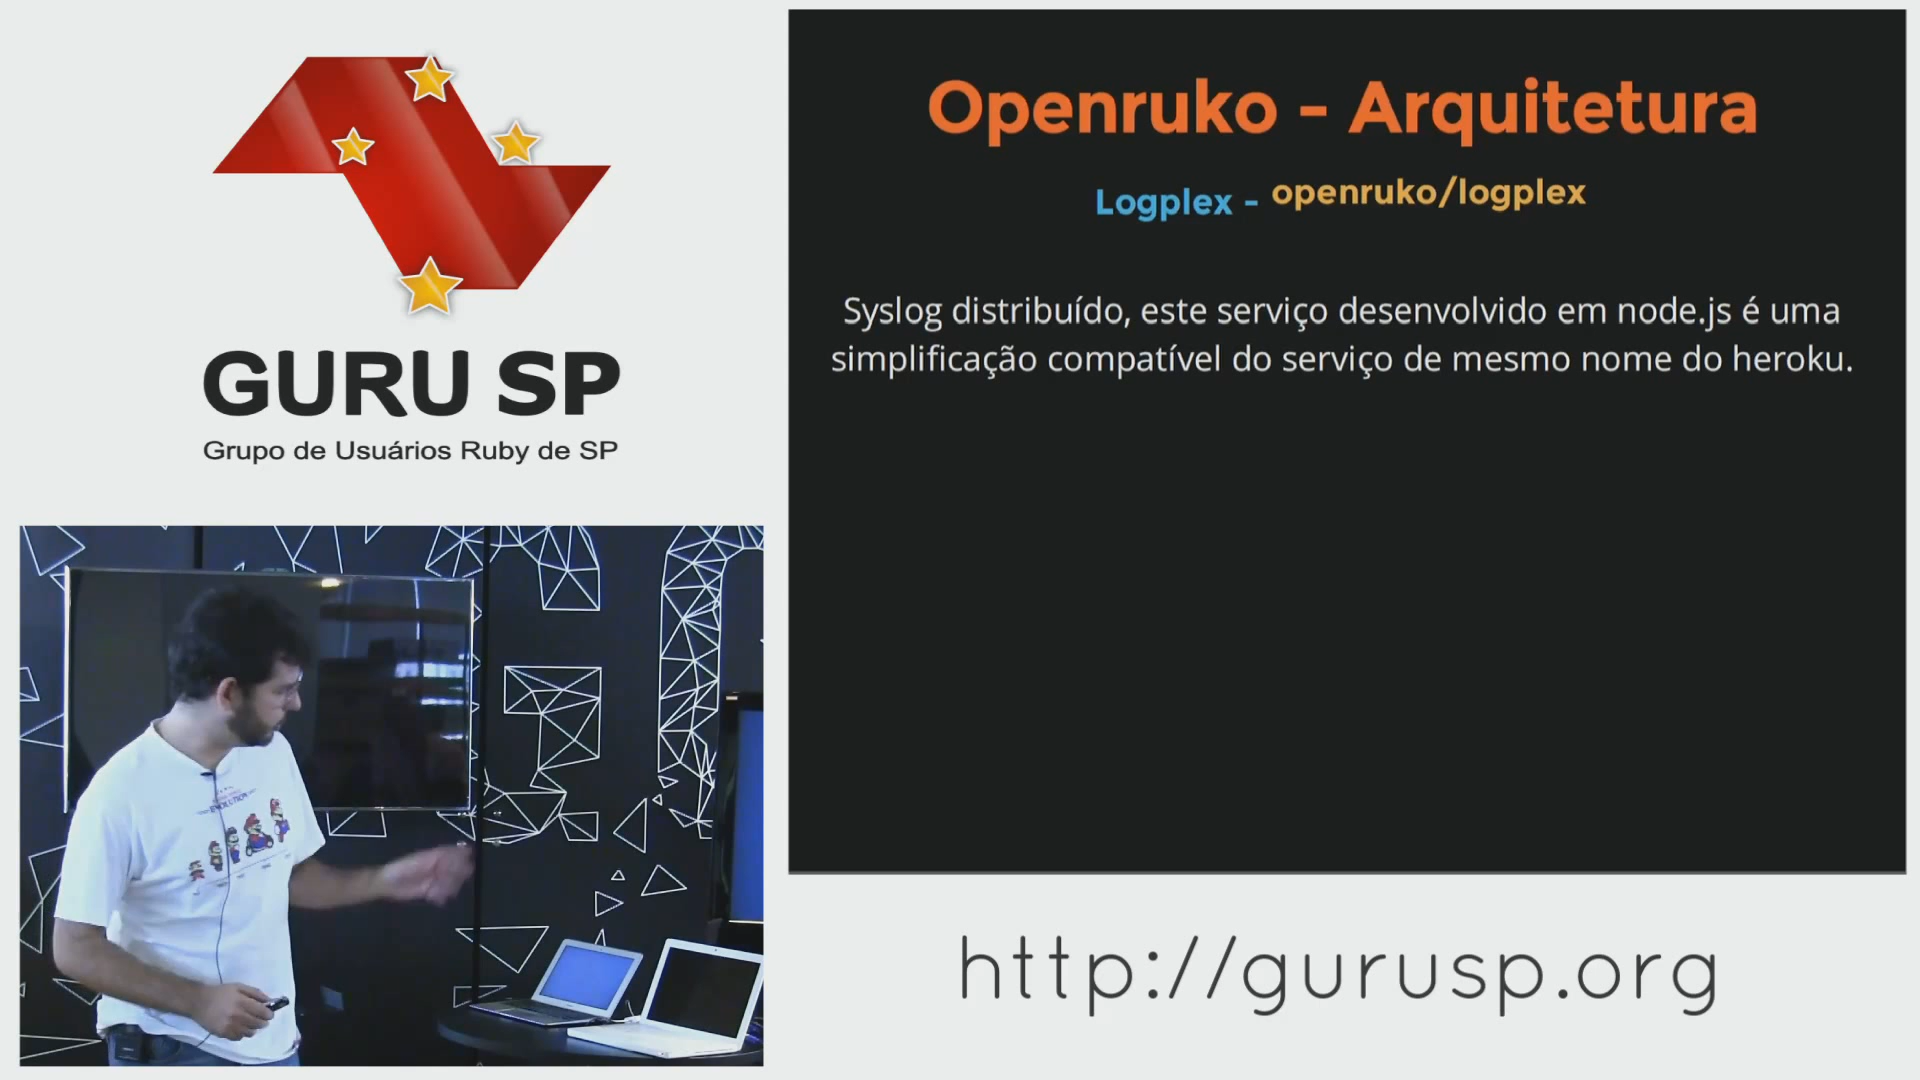 GURU SP
Grupo de Usuários Ruby de SP
Openruko - Arquitetura
Logplex - openruko/logplex
Syslog distribuído, este serviço desenvolvido em node.js é uma
simplificação compatível do serviço de mesmo nome do heroku.
http://gurusp.org